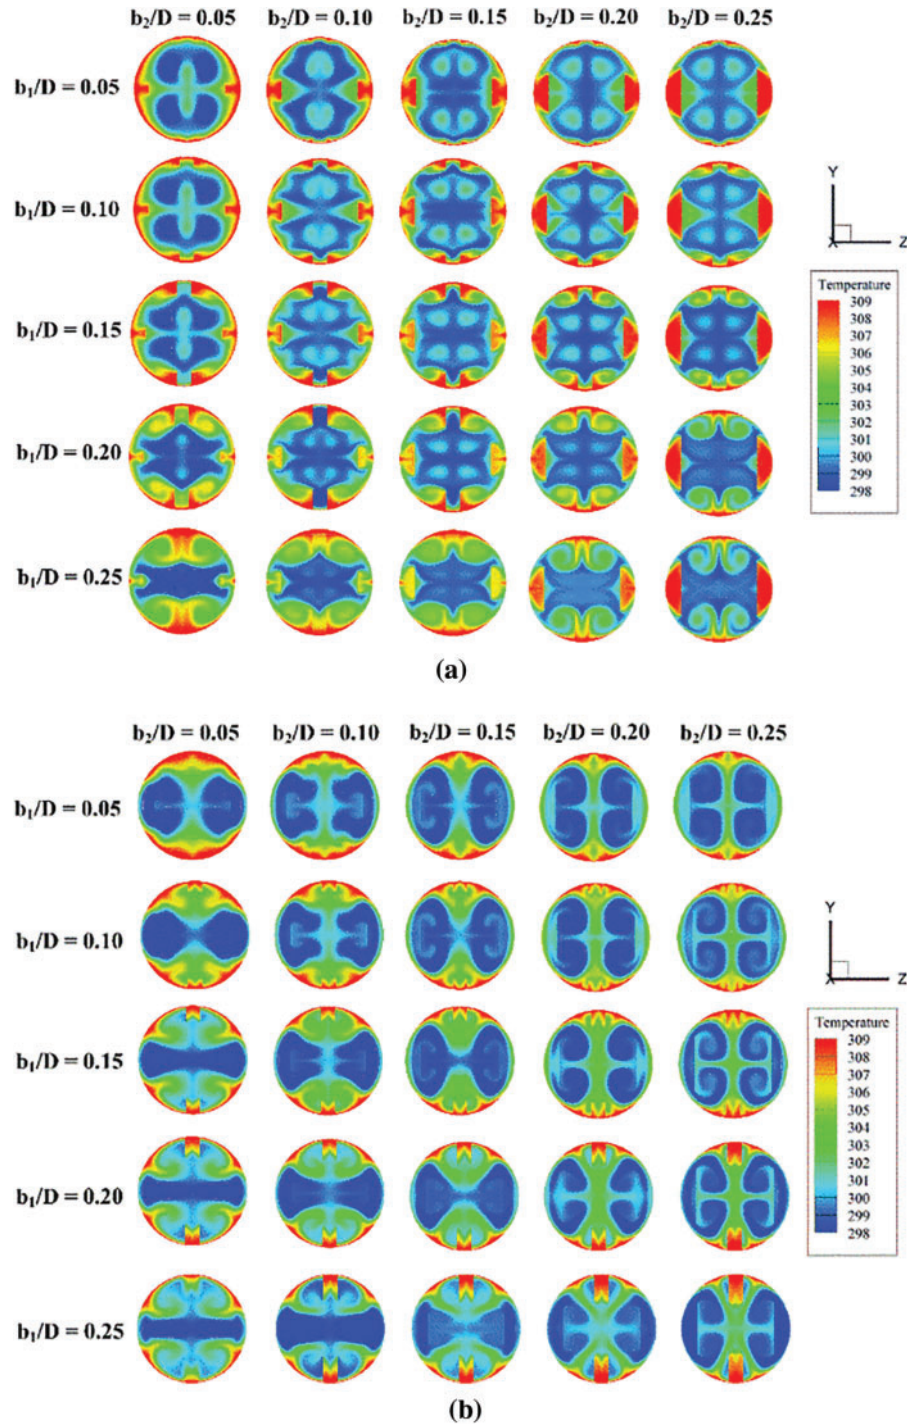 b₂/D = 0.05 b₂/D = 0.10 b₂/D = 0.15 b₂/D = 0.20 b₂/D = 0.25
b₁/D = 0.05
b₁/D = 0.10
b₁/D = 0.15
b₁/D = 0.20
b₁/D = 0.25
Y
X
Z
Temperature
309
308
307
306
305
304
303
302
301
300
299
298
(a)
b₂/D = 0.05 b₂/D = 0.10 b₂/D = 0.15 b₂/D = 0.20 b₂/D = 0.25
b₁/D = 0.05
b₁/D = 0.10
b₁/D = 0.15
b₁/D = 0.20
b₁/D = 0.25
Y
X
Z
Temperature
309
308
307
306
305
304
303
302
301
300
299
298
(b)